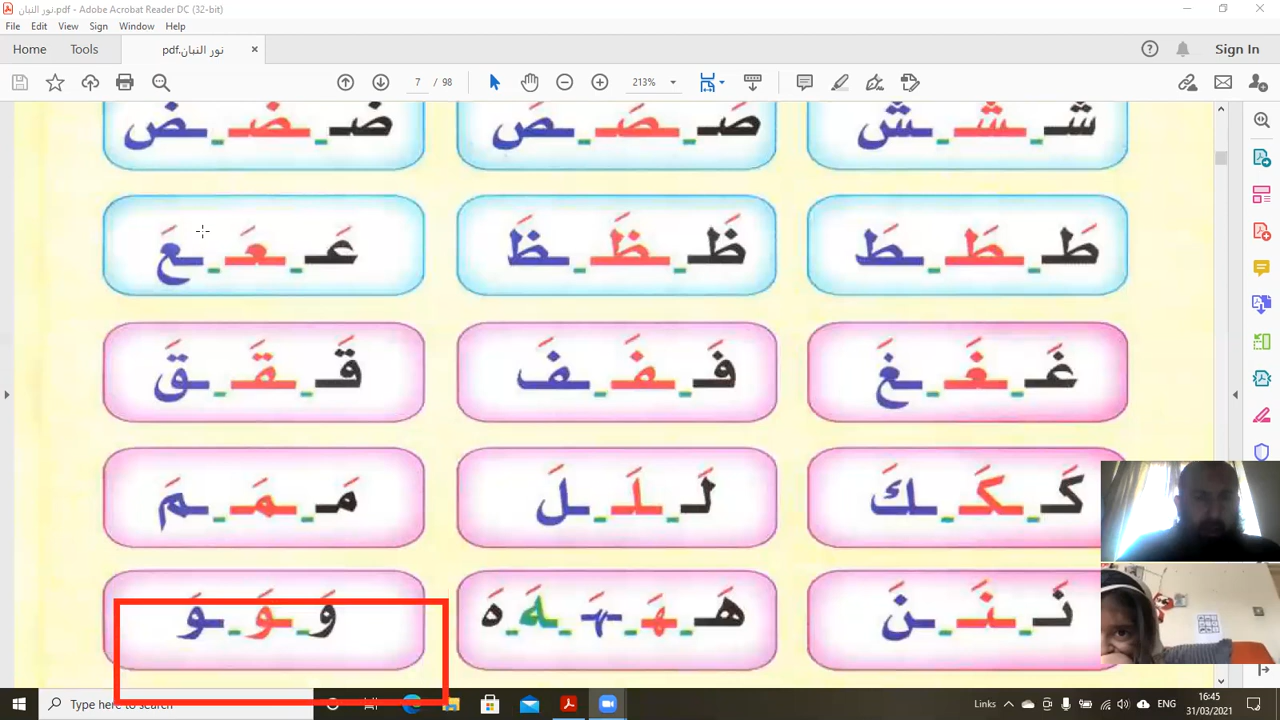 نور النبان.pdf - Adobe Acrobat Reader DC (32-bit)
File Edit View Sign Window Help
Home Tools نور النبان.pdf × Sign In
7 / 98 213%
شَـ ـشَـ ـشَ صَـ ـصَـ ـصَ ضَـ ـضَـ ـضَ
طَـ ـطَـ ـطَ ظَـ ـظَـ ـظَ عَـ ـعَـ ـعَ
غَـ ـغَـ ـغَ فَـ ـفَـ ـفَ قَـ ـقَـ ـقَ
كَـ ـكَـ ـكَ لَـ ـلَـ ـلَ مَـ ـمَـ ـمَ
نَـ ـنَـ ـنَ هَـ ـهَـ ـهَـ ـهَ هَ وَ ـوَ ـوَ
Type here to search Links ENG 16:45
31/03/2021